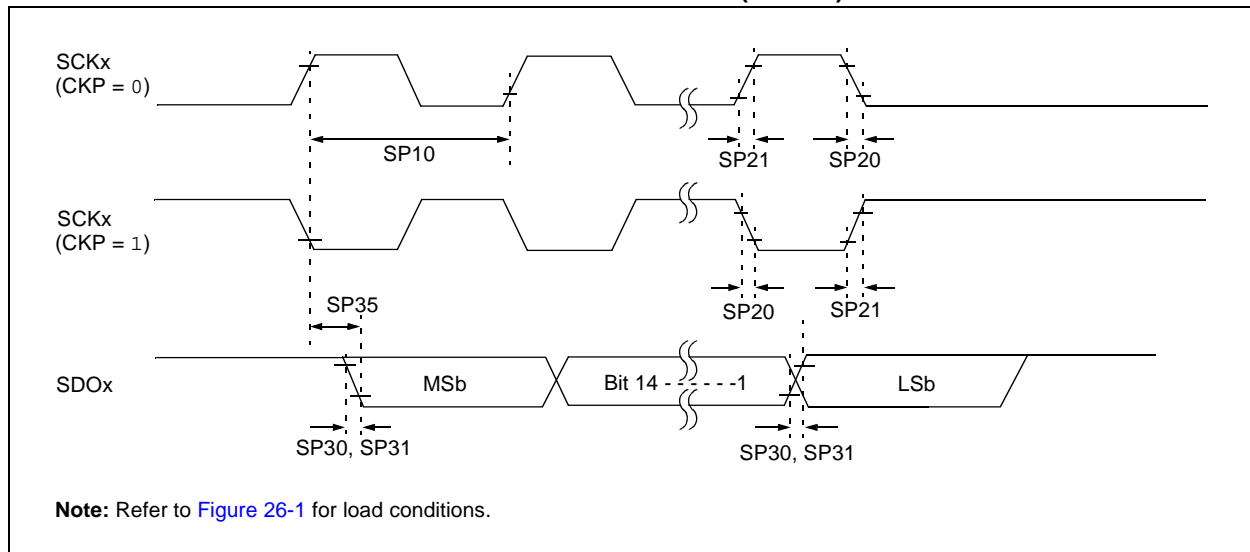 SCKx
(CKP = 0)
SP10
SP21
SP20
SCKx
(CKP = 1)
SP35
SP20
SP21
SDOx
MSb
Bit 14 - - - - - -1
LSb
SP30, SP31
SP30, SP31
Note: Refer to Figure 26-1 for load conditions.